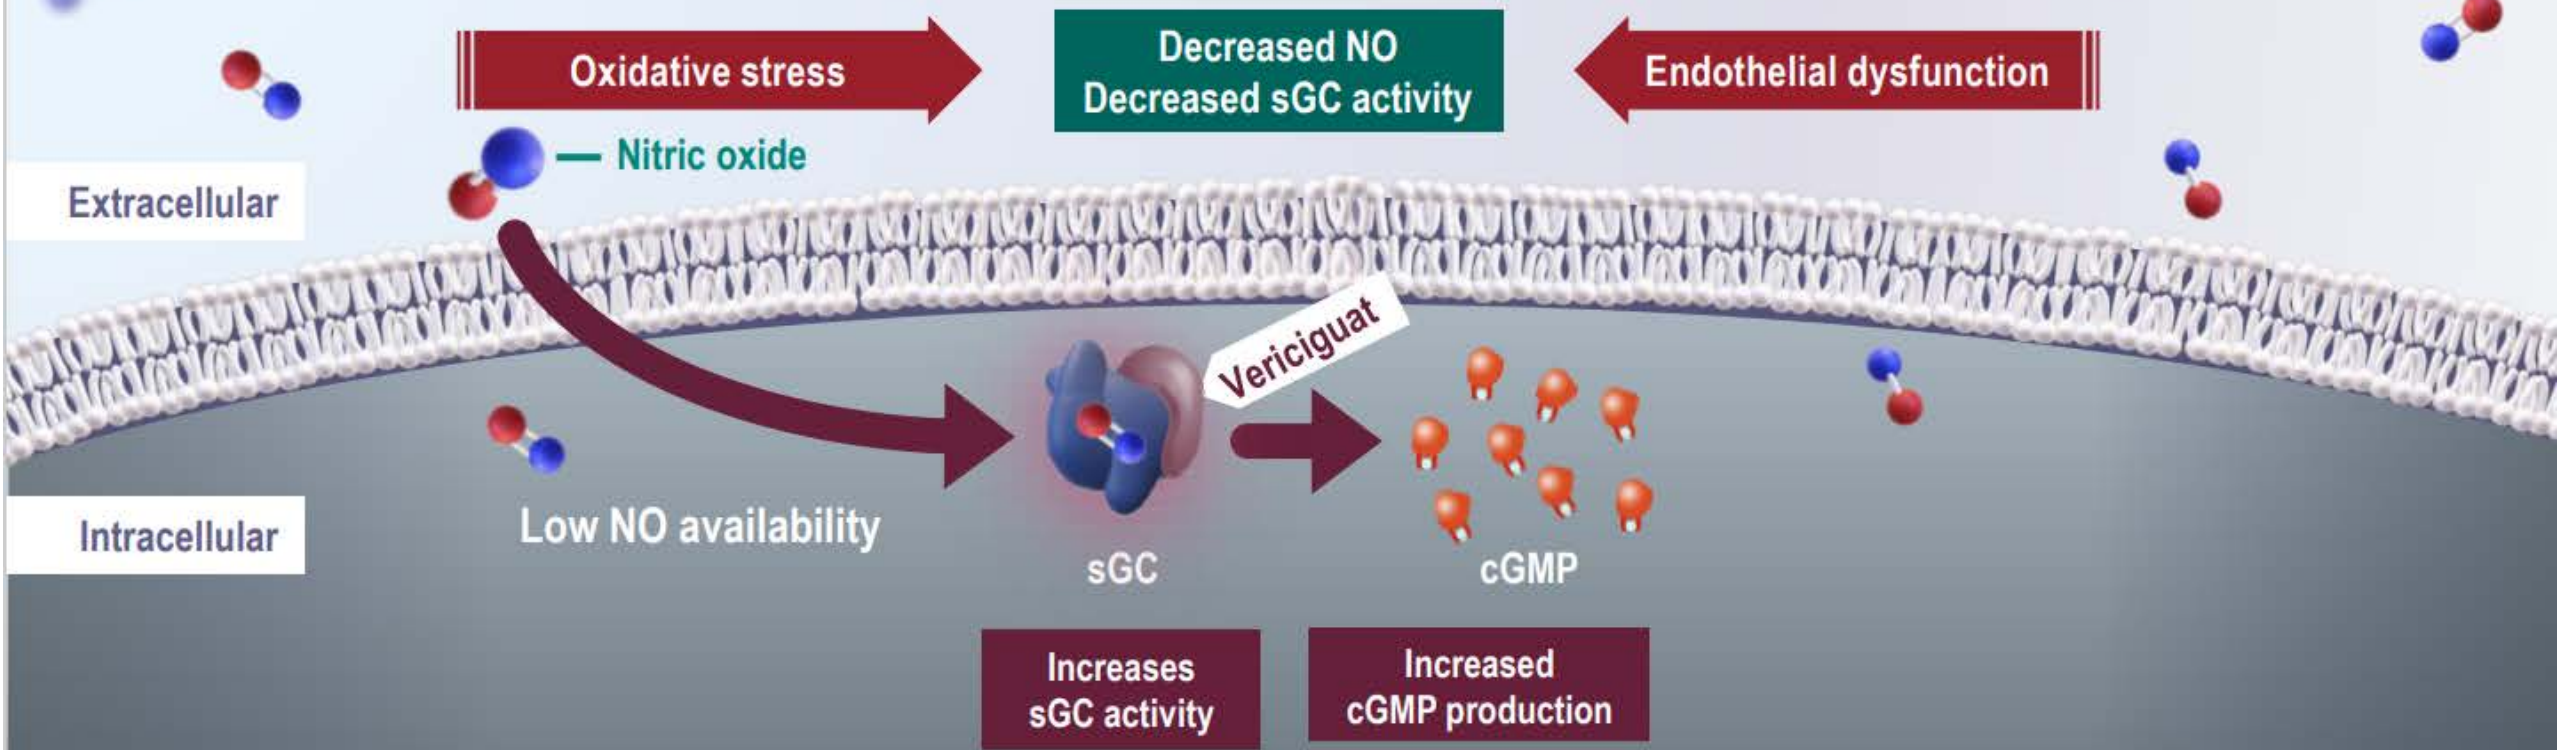 Oxidative stress
Decreased NO
Decreased sGC activity
Endothelial dysfunction
Nitric oxide
Extracellular
Vericiguat
Intracellular
Low NO availability
sGC
cGMP
Increases
sGC activity
Increased
cGMP production